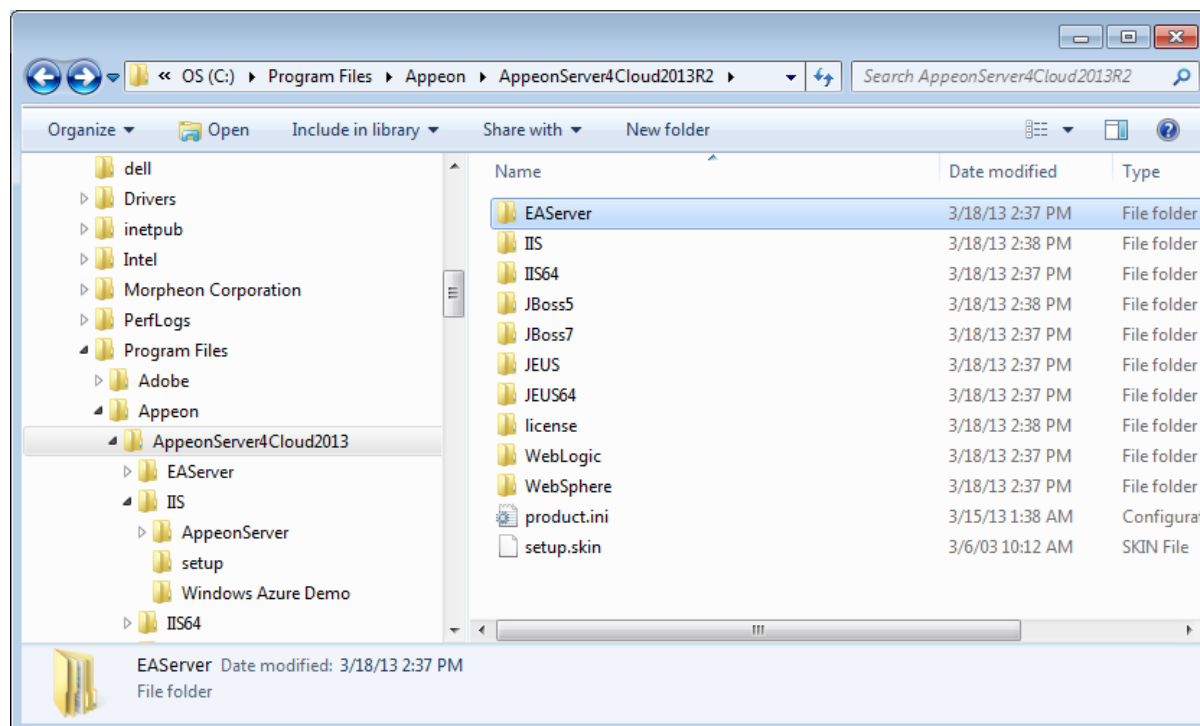 « OS (C:) Program Files Appeon AppeonServer4Cloud2013R2 Search AppeonServer4Cloud2013R2
Organize Open Include in library Share with New folder
dell
Drivers
inetpub
Intel
Morpheon Corporation
PerfLogs
Program Files
Adobe
Appeon
AppeonServer4Cloud2013
EAServer
IIS
AppeonServer
setup
Windows Azure Demo
IIS64
Name Date modified Type
EAServer 3/18/13 2:37 PM File folder
IIS 3/18/13 2:38 PM File folder
IIS64 3/18/13 2:37 PM File folder
JBoss5 3/18/13 2:38 PM File folder
JBoss7 3/18/13 2:37 PM File folder
JEUS 3/18/13 2:37 PM File folder
JEUS64 3/18/13 2:37 PM File folder
license 3/18/13 2:38 PM File folder
WebLogic 3/18/13 2:37 PM File folder
WebSphere 3/18/13 2:37 PM File folder
product.ini 3/15/13 1:38 AM Configurat
setup.skin 3/6/03 10:12 AM SKIN File
EAServer Date modified: 3/18/13 2:37 PM
File folder